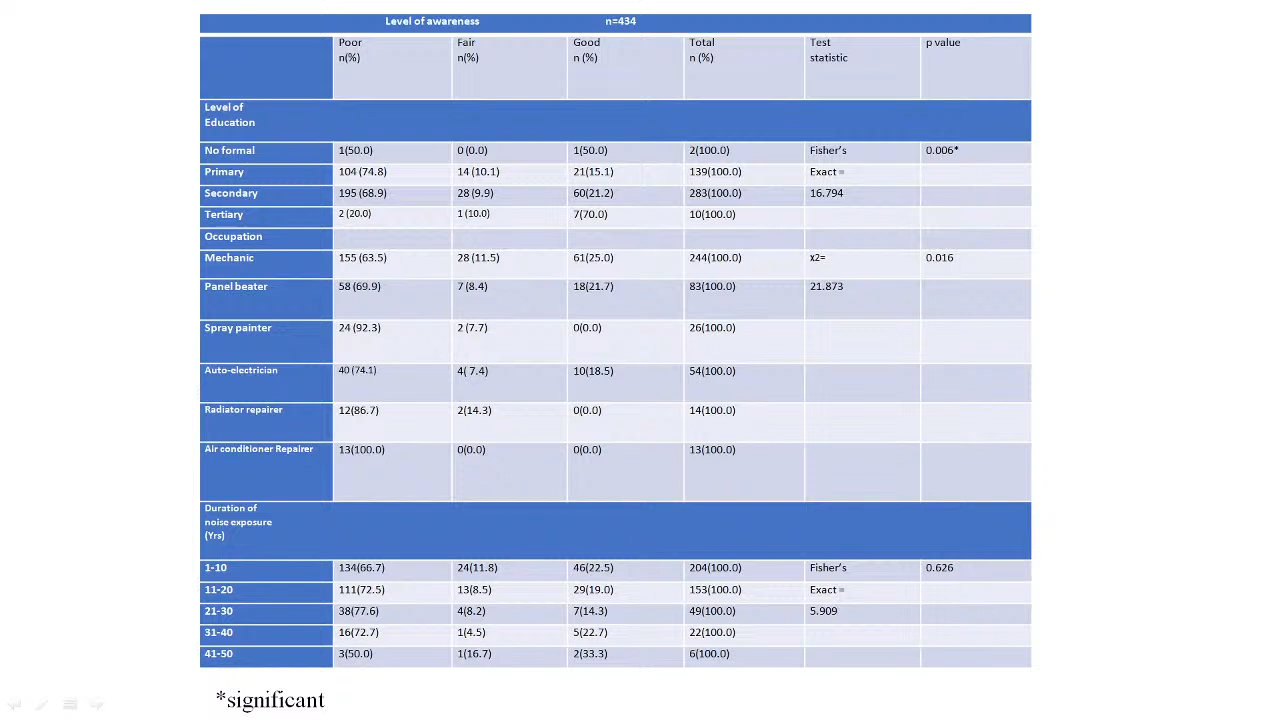 Level of awareness n=434
Poor n(%) Fair n(%) Good n (%) Total n (%) Test statistic p value
Level of Education
No formal 1(50.0) 0 (0.0) 1(50.0) 2(100.0) Fisher's 0.006*
Primary 104 (74.8) 14 (10.1) 21(15.1) 139(100.0) Exact =
Secondary 195 (68.9) 28 (9.9) 60(21.2) 283(100.0) 16.794
Tertiary 2 (20.0) 1 (10.0) 7(70.0) 10(100.0)
Occupation
Mechanic 155 (63.5) 28 (11.5) 61(25.0) 244(100.0) x2= 0.016
Panel beater 58 (69.9) 7 (8.4) 18(21.7) 83(100.0) 21.873
Spray painter 24 (92.3) 2 (7.7) 0(0.0) 26(100.0)
Auto-electrician 40 (74.1) 4( 7.4) 10(18.5) 54(100.0)
Radiator repairer 12(86.7) 2(14.3) 0(0.0) 14(100.0)
Air conditioner Repairer 13(100.0) 0(0.0) 0(0.0) 13(100.0)
Duration of noise exposure (Yrs)
1-10 134(66.7) 24(11.8) 46(22.5) 204(100.0) Fisher's 0.626
11-20 111(72.5) 13(8.5) 29(19.0) 153(100.0) Exact =
21-30 38(77.6) 4(8.2) 7(14.3) 49(100.0) 5.909
31-40 16(72.7) 1(4.5) 5(22.7) 22(100.0)
41-50 3(50.0) 1(16.7) 2(33.3) 6(100.0)
*significant